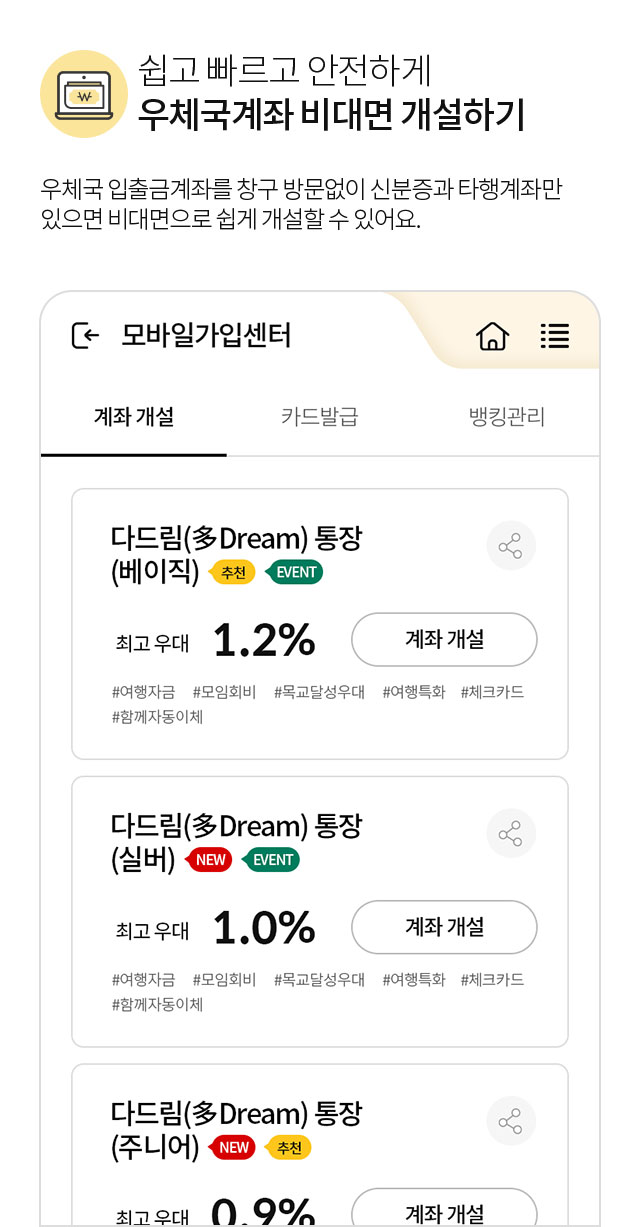 쉽고 빠르고 안전하게
우체국계좌 비대면 개설하기
우체국 입출금계좌를 창구 방문없이 신분증과 타행계좌만
있으면 비대면으로 쉽게 개설할 수 있어요.
모바일가입센터
계좌 개설 카드발급 뱅킹관리
다드림(多Dream) 통장
(베이직) 추천 EVENT
최고 우대 1.2% 계좌 개설
#여행자금 #모임회비 #목교달성우대 #여행특화 #체크카드
#함께자동이체
다드림(多Dream) 통장
(실버) NEW EVENT
최고 우대 1.0% 계좌 개설
#여행자금 #모임회비 #목교달성우대 #여행특화 #체크카드
#함께자동이체
다드림(多Dream) 통장
(주니어) NEW 추천
최고 우대 0.9% 계좌 개설